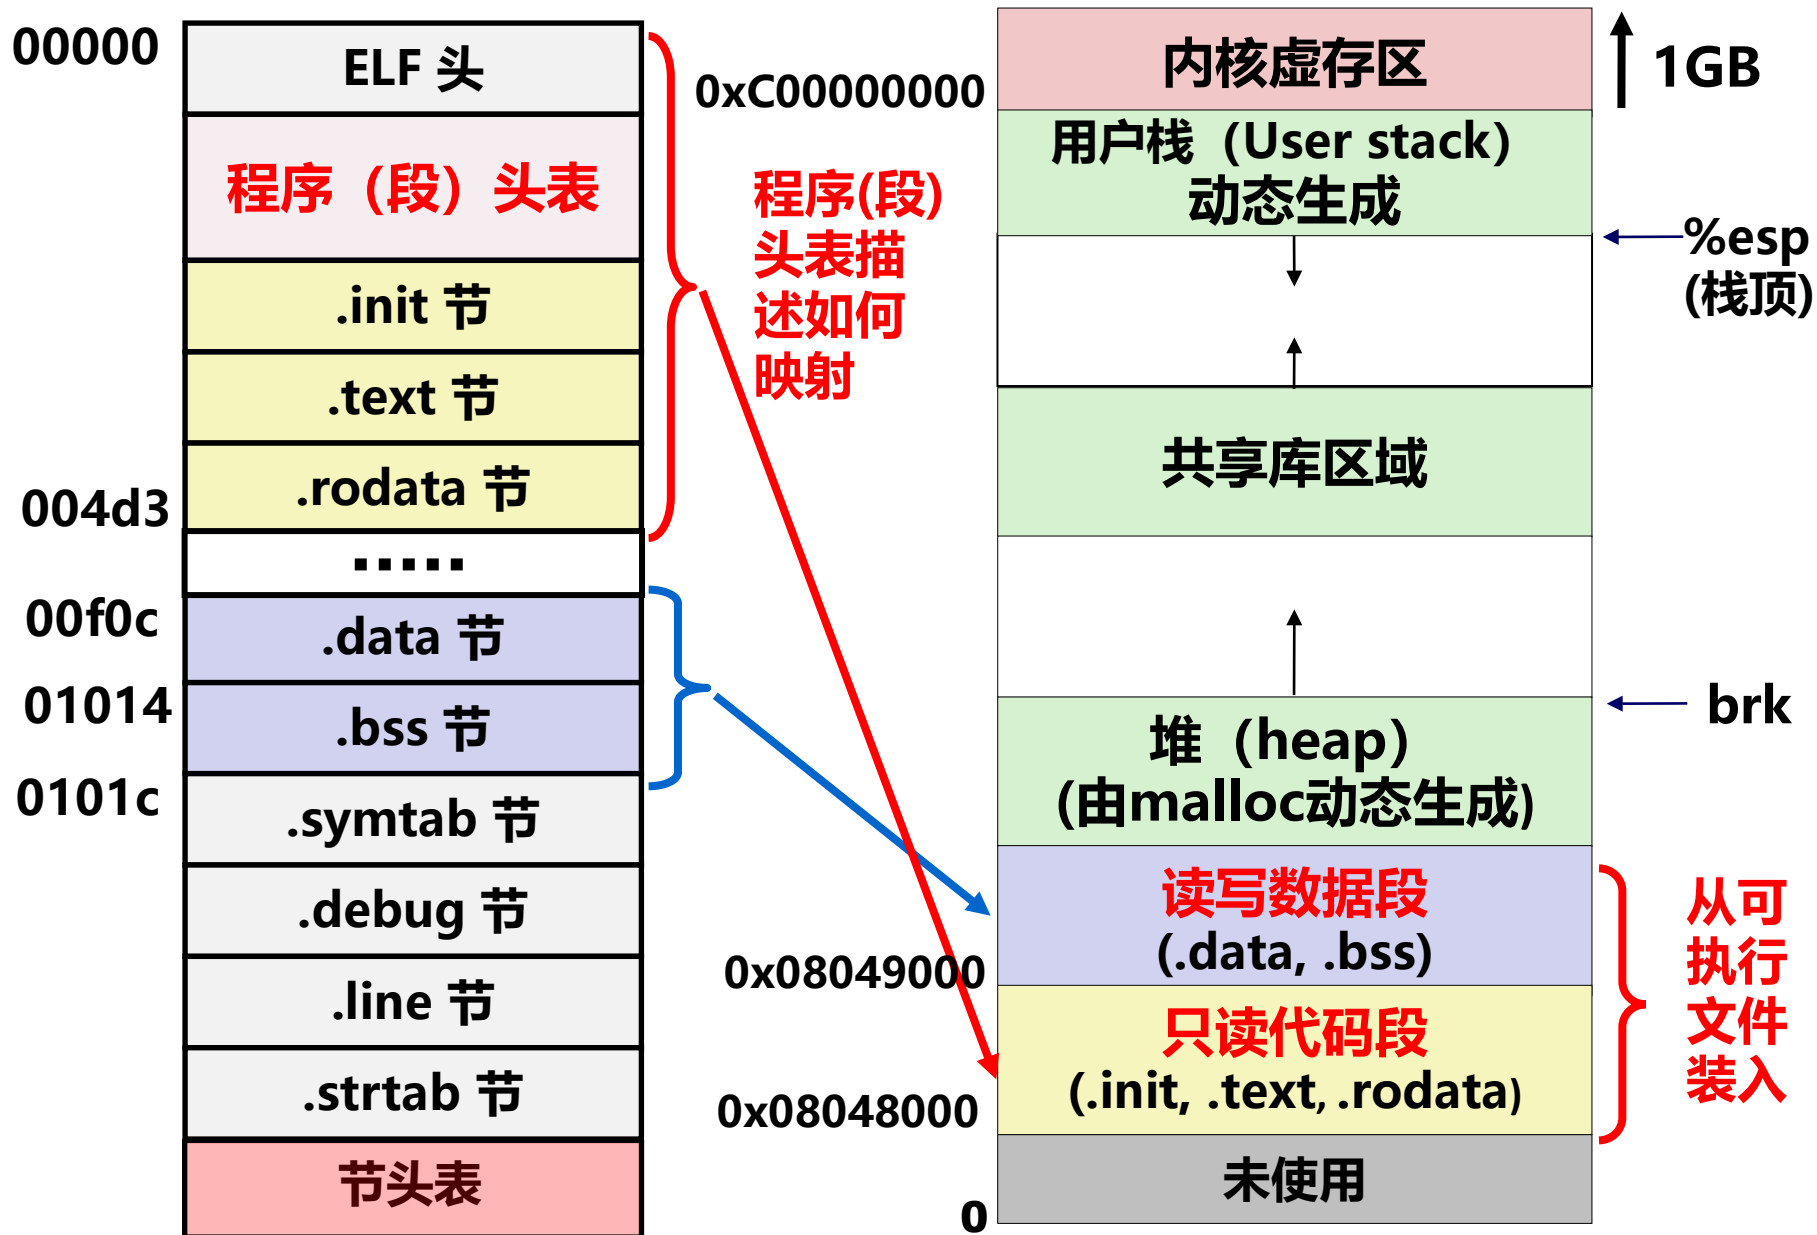 00000
ELF 头
程序（段）头表
.init 节
.text 节
.rodata 节
004d3
.....
00f0c
.data 节
01014
.bss 节
0101c
.symtab 节
.debug 节
.line 节
.strtab 节
节头表
程序(段)
头表描
述如何
映射
0xC00000000
内核虚存区
1GB
用户栈（User stack）
动态生成
%esp
(栈顶)
共享库区域
brk
堆（heap）
(由malloc动态生成)
读写数据段
(.data, .bss)
0x08049000
只读代码段
(.init, .text, .rodata)
0x08048000
未使用
0
从可
执行
文件
装入